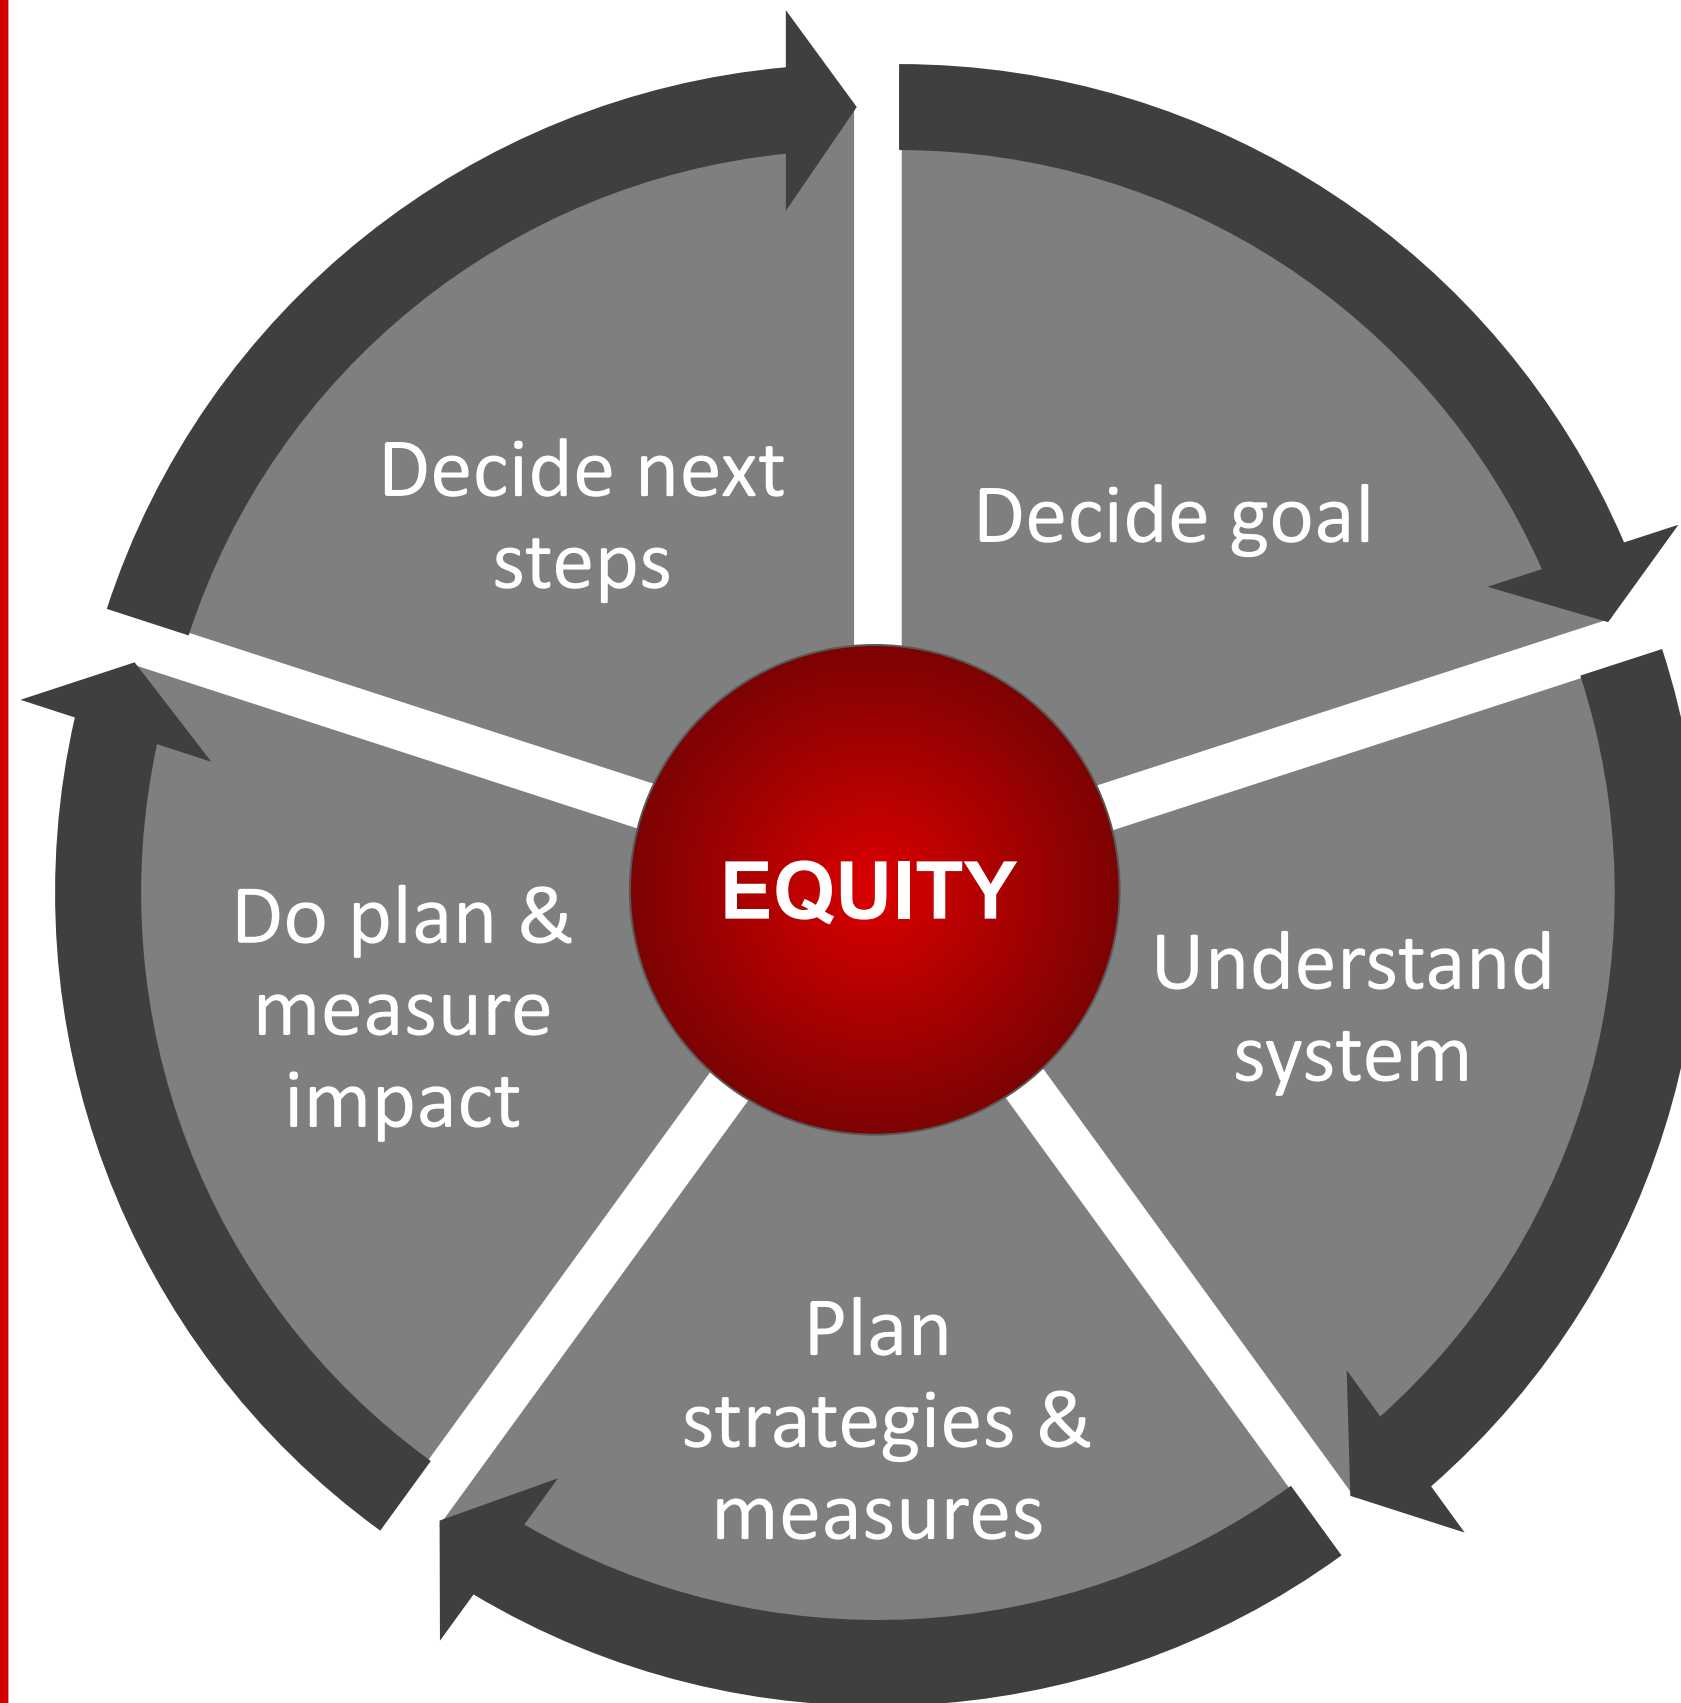 Decide next
steps
Decide goal
EQUITY
Understand
system
Plan
strategies &
measures
Do plan &
measure
impact